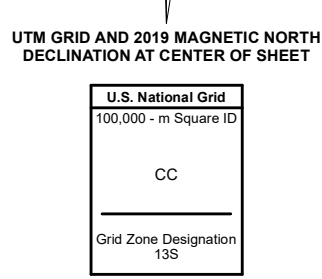 UTM GRID AND 2019 MAGNETIC NORTH
DECLINATION AT CENTER OF SHEET
U.S. National Grid
100,000 - m Square ID
CC
Grid Zone Designation
13S